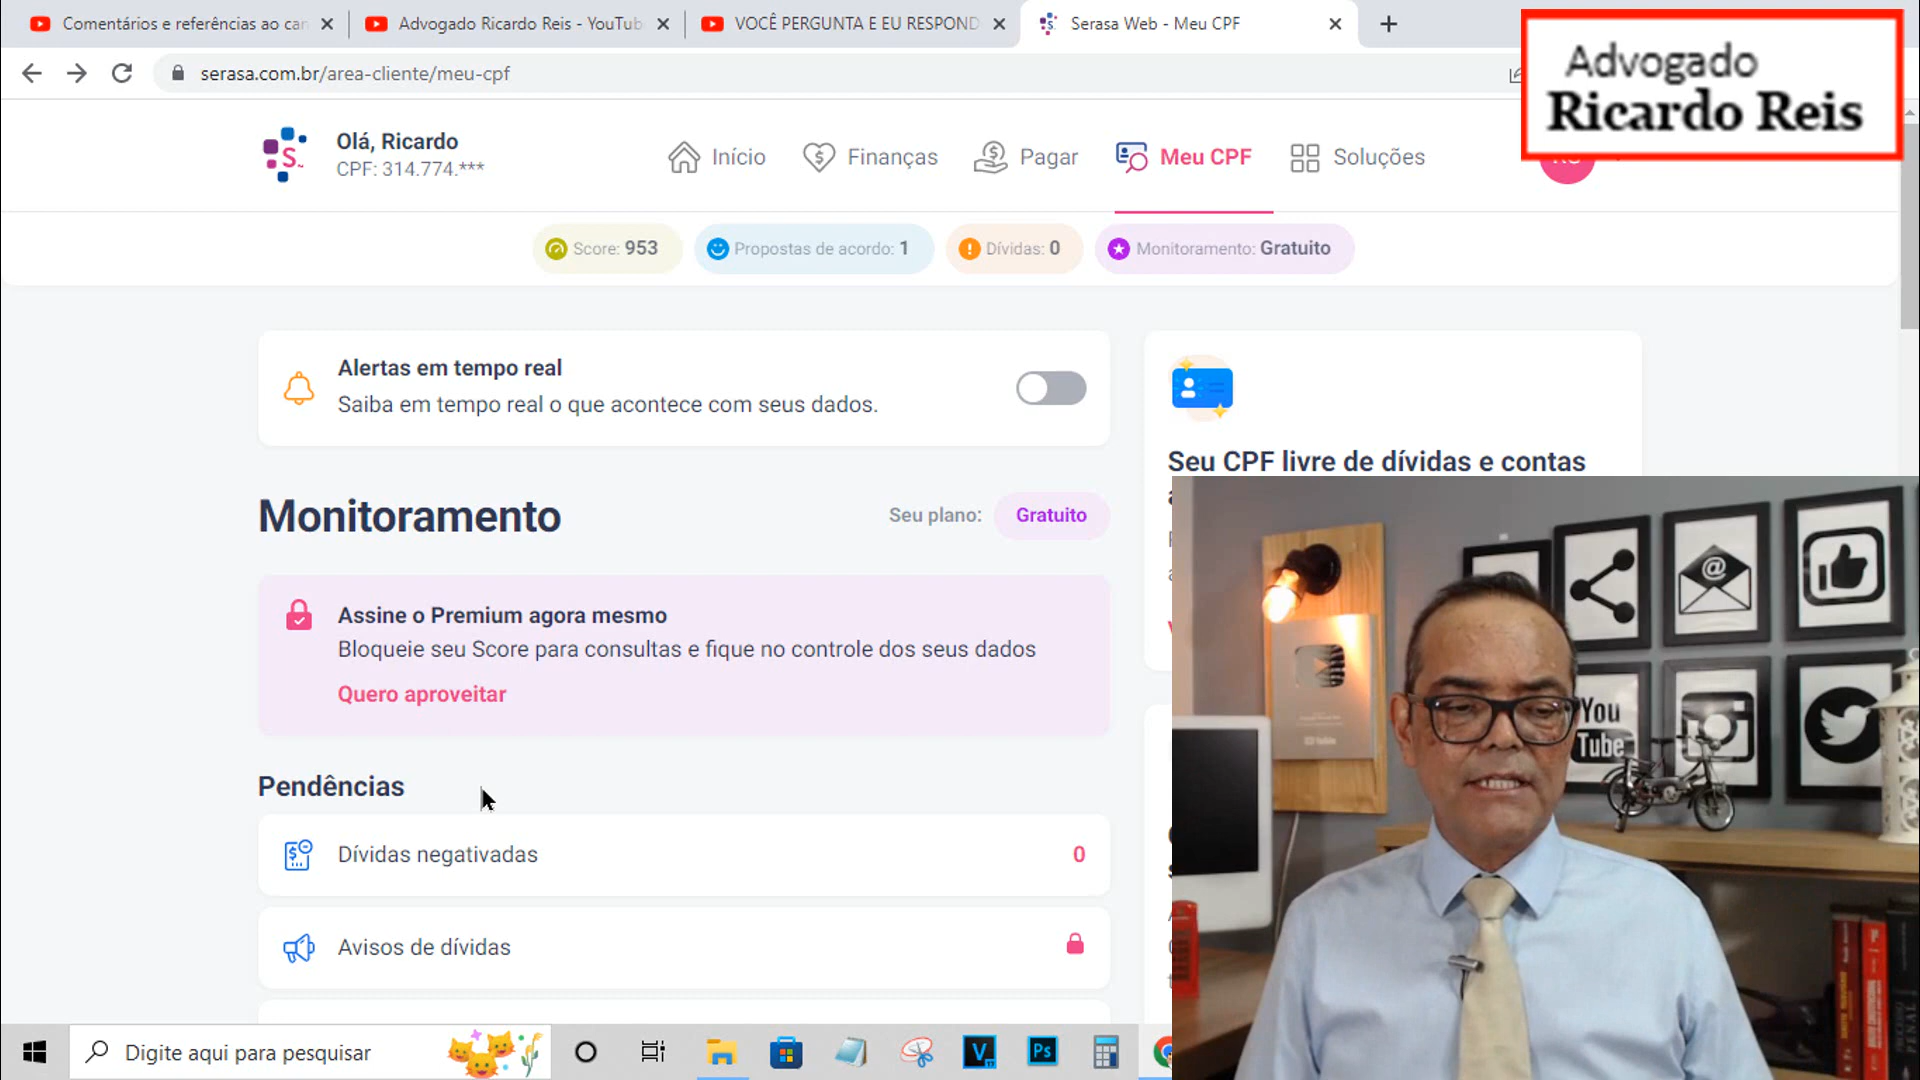 Comentários e referências ao can
Advogado Ricardo Reis - YouTub
VOCÊ PERGUNTA E EU RESPOND
Serasa Web - Meu CPF
serasa.com.br/area-cliente/meu-cpf
Advogado
Ricardo Reis
Olá, Ricardo
CPF: 314.774.***
Início
Finanças
Pagar
Meu CPF
Soluções
Score: 953
Propostas de acordo: 1
Dívidas: 0
Monitoramento: Gratuito
Alertas em tempo real
Saiba em tempo real o que acontece com seus dados.
Seu CPF livre de dívidas e contas
Monitoramento
Seu plano: Gratuito
Assine o Premium agora mesmo
Bloqueie seu Score para consultas e fique no controle dos seus dados
Quero aproveitar
You
Tube
Pendências
Dívidas negativadas
0
Avisos de dívidas
Digite aqui para pesquisar
V
Ps
PENAL